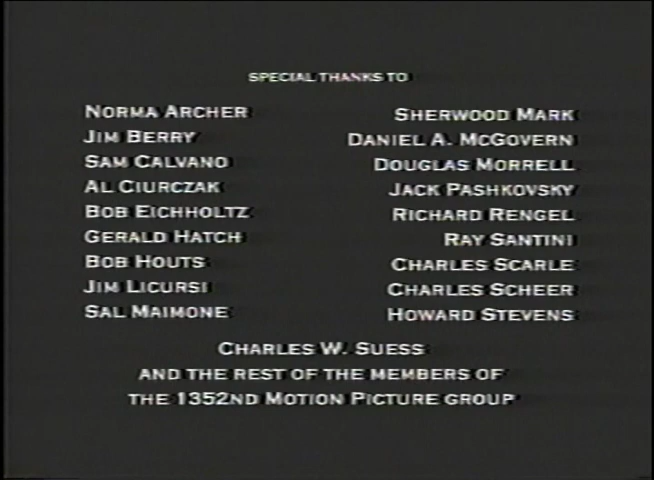 SPECIAL THANKS TO
NORMA ARCHER
JIM BERRY
SAM CALVANO
AL CIURCZAK
BOB EICHHOLTZ
GERALD HATCH
BOB HOUTS
JIM LICURSI
SAL MAIMONE
SHERWOOD MARK
DANIEL A. MCGOVERN
DOUGLAS MORRELL
JACK PASHKOVSKY
RICHARD RENGEL
RAY SANTINI
CHARLES SCARLE
CHARLES SCHEER
HOWARD STEVENS
CHARLES W. SUESS
AND THE REST OF THE MEMBERS OF
THE 1352ND MOTION PICTURE GROUP